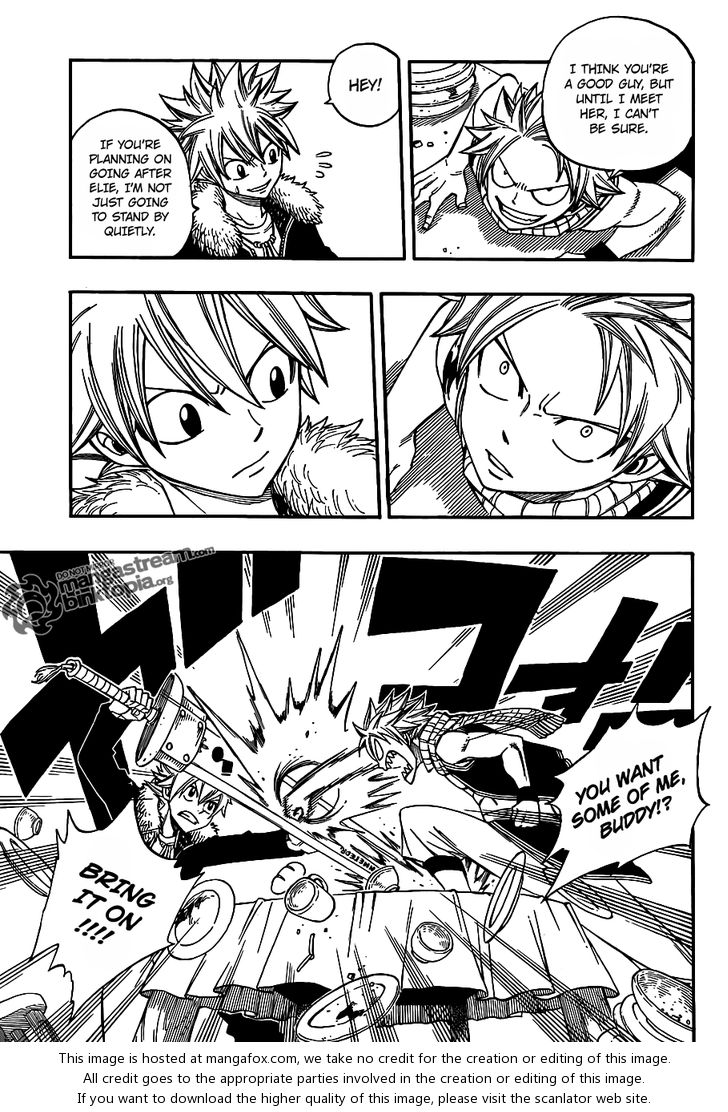 I THINK YOU'RE
A GOOD GUY, BUT
UNTIL I MEET
HER, I CAN'T
BE SURE.
HEY!
IF YOU'RE
PLANNING ON
GOING AFTER
ELIE, I'M NOT
JUST GOING
TO STAND BY
QUIETLY.
mangastream.com
binktopia.org
YOU WANT
SOME OF ME,
BUDDY!?
BRING
IT ON
!!!!
This image is hosted at mangafox.com, we take no credit for the creation or editing of this image.
All credit goes to the appropriate parties involved in the creation or editing of this image.
If you want to download the higher quality of this image, please visit the scanlator web site.